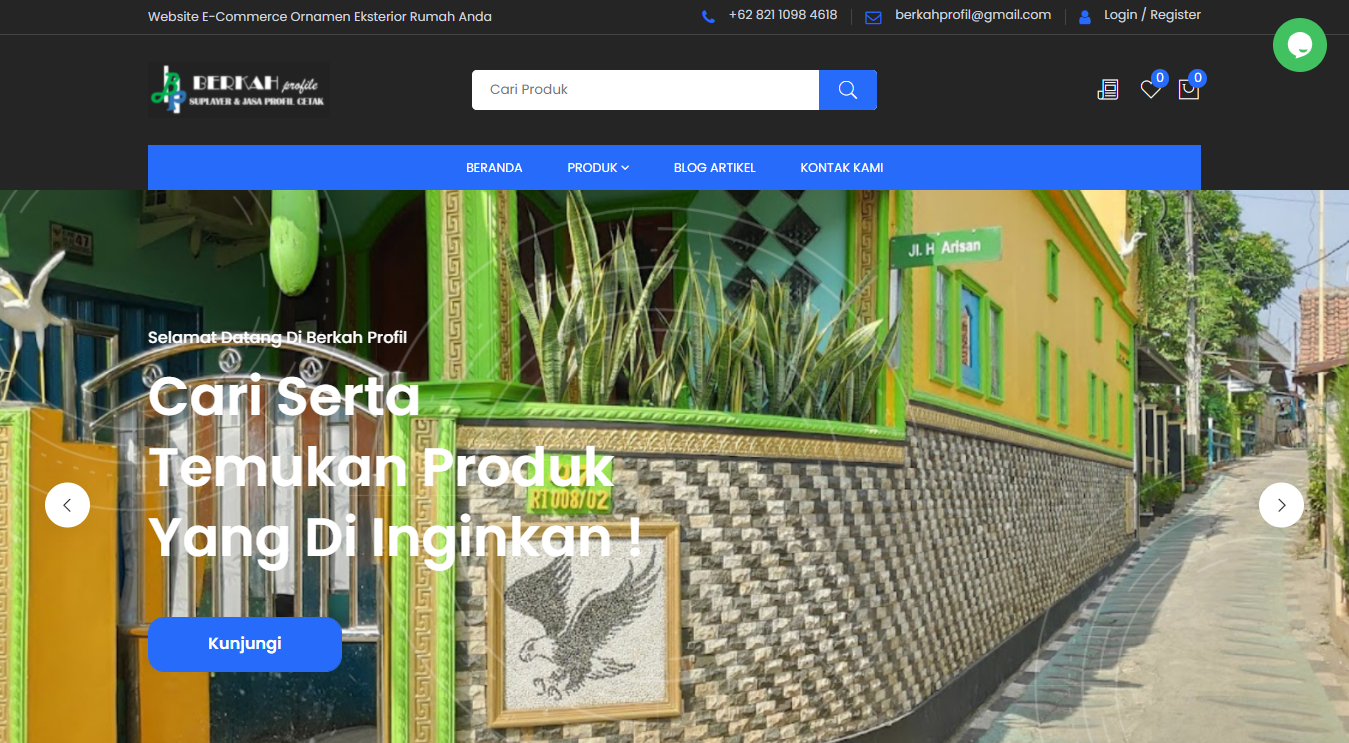 Website E-Commerce Ornamen Eksterior Rumah Anda
+62 821 1098 4618
berkahprofil@gmail.com
Login / Register
BERKAH profile
SUPLAYER & JASA PROFIL CETAK
Cari Produk
0
0
BERANDA
PRODUK
BLOG ARTIKEL
KONTAK KAMI
47
Jl. H Arisan
Selamat Datang Di Berkah Profil
Cari Serta
Temukan Produk
Yang Di Inginkan !
RT 008/02
Kunjungi